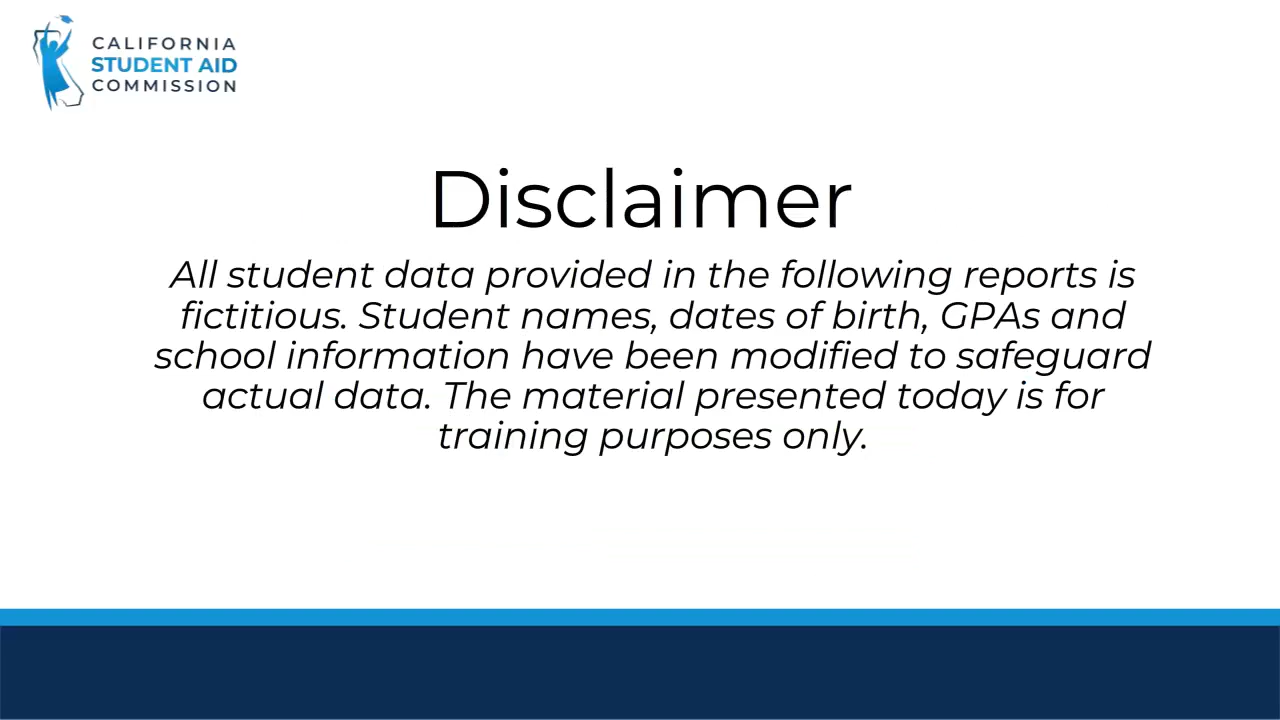 CALIFORNIA
STUDENT AID
COMMISSION
Disclaimer
All student data provided in the following reports is
fictitious. Student names, dates of birth, GPAs and
school information have been modified to safeguard
actual data. The material presented today is for
training purposes only.